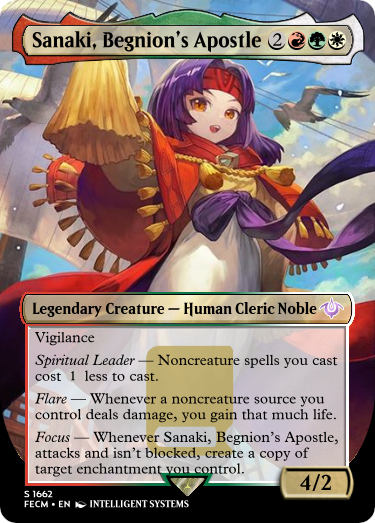 Sanaki, Begnion's Apostle 2
Legendary Creature — Human Cleric Noble
Vigilance
Spiritual Leader — Noncreature spells you cast
cost 1 less to cast.
Flare — Whenever a noncreature source you
control deals damage, you gain that much life.
Focus — Whenever Sanaki, Begnion's Apostle,
attacks and isn't blocked, create a copy of
target enchantment you control.
4/2
S 1662
FECM • EN INTELLIGENT SYSTEMS